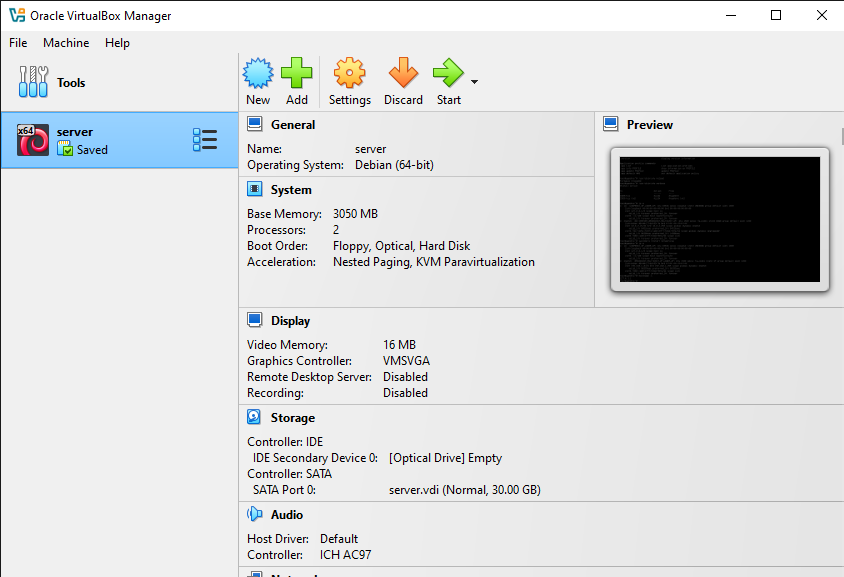 Oracle VirtualBox Manager
File Machine Help
Tools
New Add Settings Discard Start
x64
server
Saved
General
Name: server
Operating System: Debian (64-bit)
Preview
System
Base Memory: 3050 MB
Processors: 2
Boot Order: Floppy, Optical, Hard Disk
Acceleration: Nested Paging, KVM Paravirtualization
Display
Video Memory: 16 MB
Graphics Controller: VMSVGA
Remote Desktop Server: Disabled
Recording: Disabled
Storage
Controller: IDE
IDE Secondary Device 0: [Optical Drive] Empty
Controller: SATA
SATA Port 0: server.vdi (Normal, 30.00 GB)
Audio
Host Driver: Default
Controller: ICH AC97